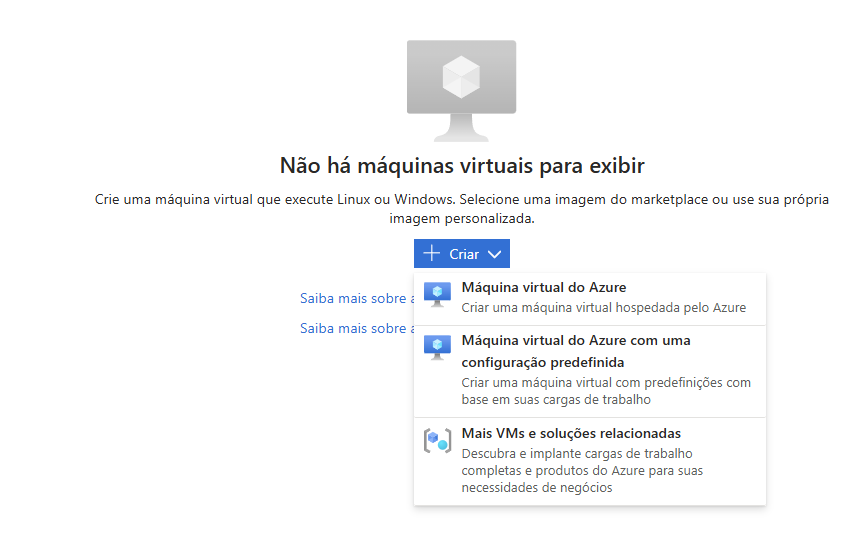 Não há máquinas virtuais para exibir
Crie uma máquina virtual que execute Linux ou Windows. Selecione uma imagem do marketplace ou use sua própria
imagem personalizada.
Criar
Saiba mais sobre
Saiba mais sobre
Máquina virtual do Azure
Criar uma máquina virtual hospedada pelo Azure
Máquina virtual do Azure com uma
configuração predefinida
Criar uma máquina virtual com predefinições com
base em suas cargas de trabalho
Mais VMs e soluções relacionadas
Descubra e implante cargas de trabalho
completas e produtos do Azure para suas
necessidades de negócios